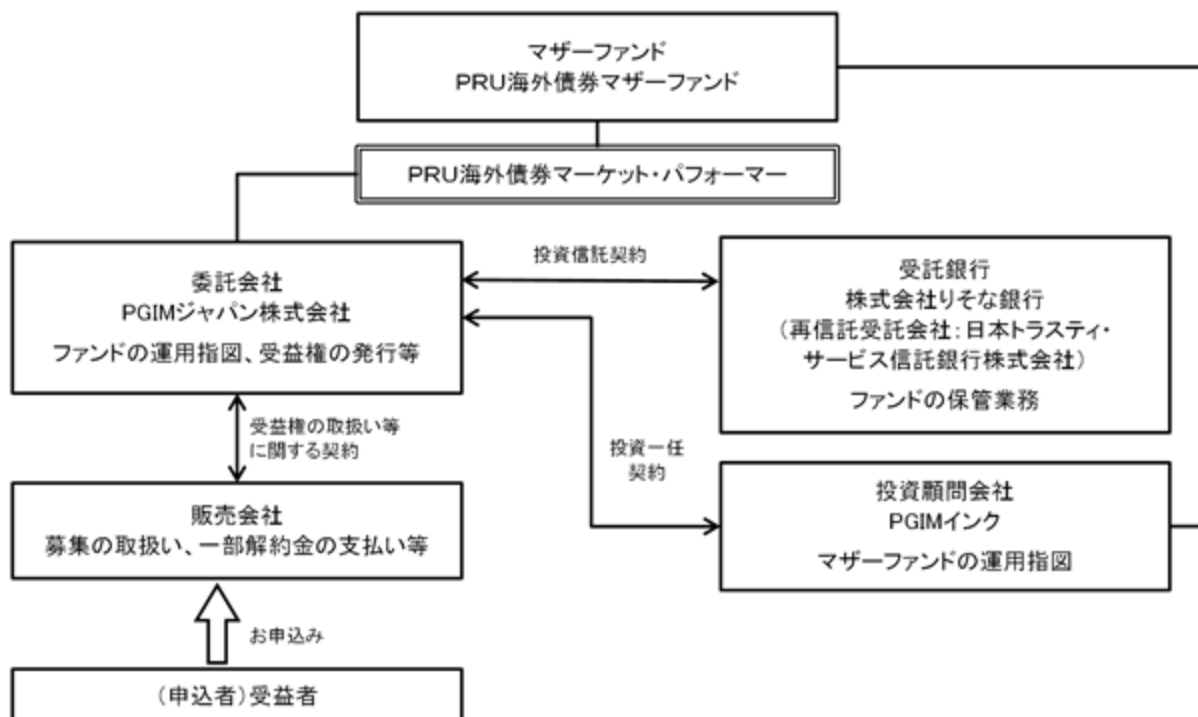 マザーファンド
PRU海外債券マザーファンド
PRU海外債券マーケット・パフォーマー
委託会社
PGIMジャパン株式会社
ファンドの運用指図、受益権の発行等
投資信託契約
受託銀行
株式会社りそな銀行
（再信託受託会社：日本トラスティ・
サービス信託銀行株式会社）
ファンドの保管業務
受益権の取扱い等
に関する契約
投資一任
契約
販売会社
募集の取扱い、一部解約金の支払い等
投資顧問会社
PGIMインク
マザーファンドの運用指図
お申込み
（申込者）受益者